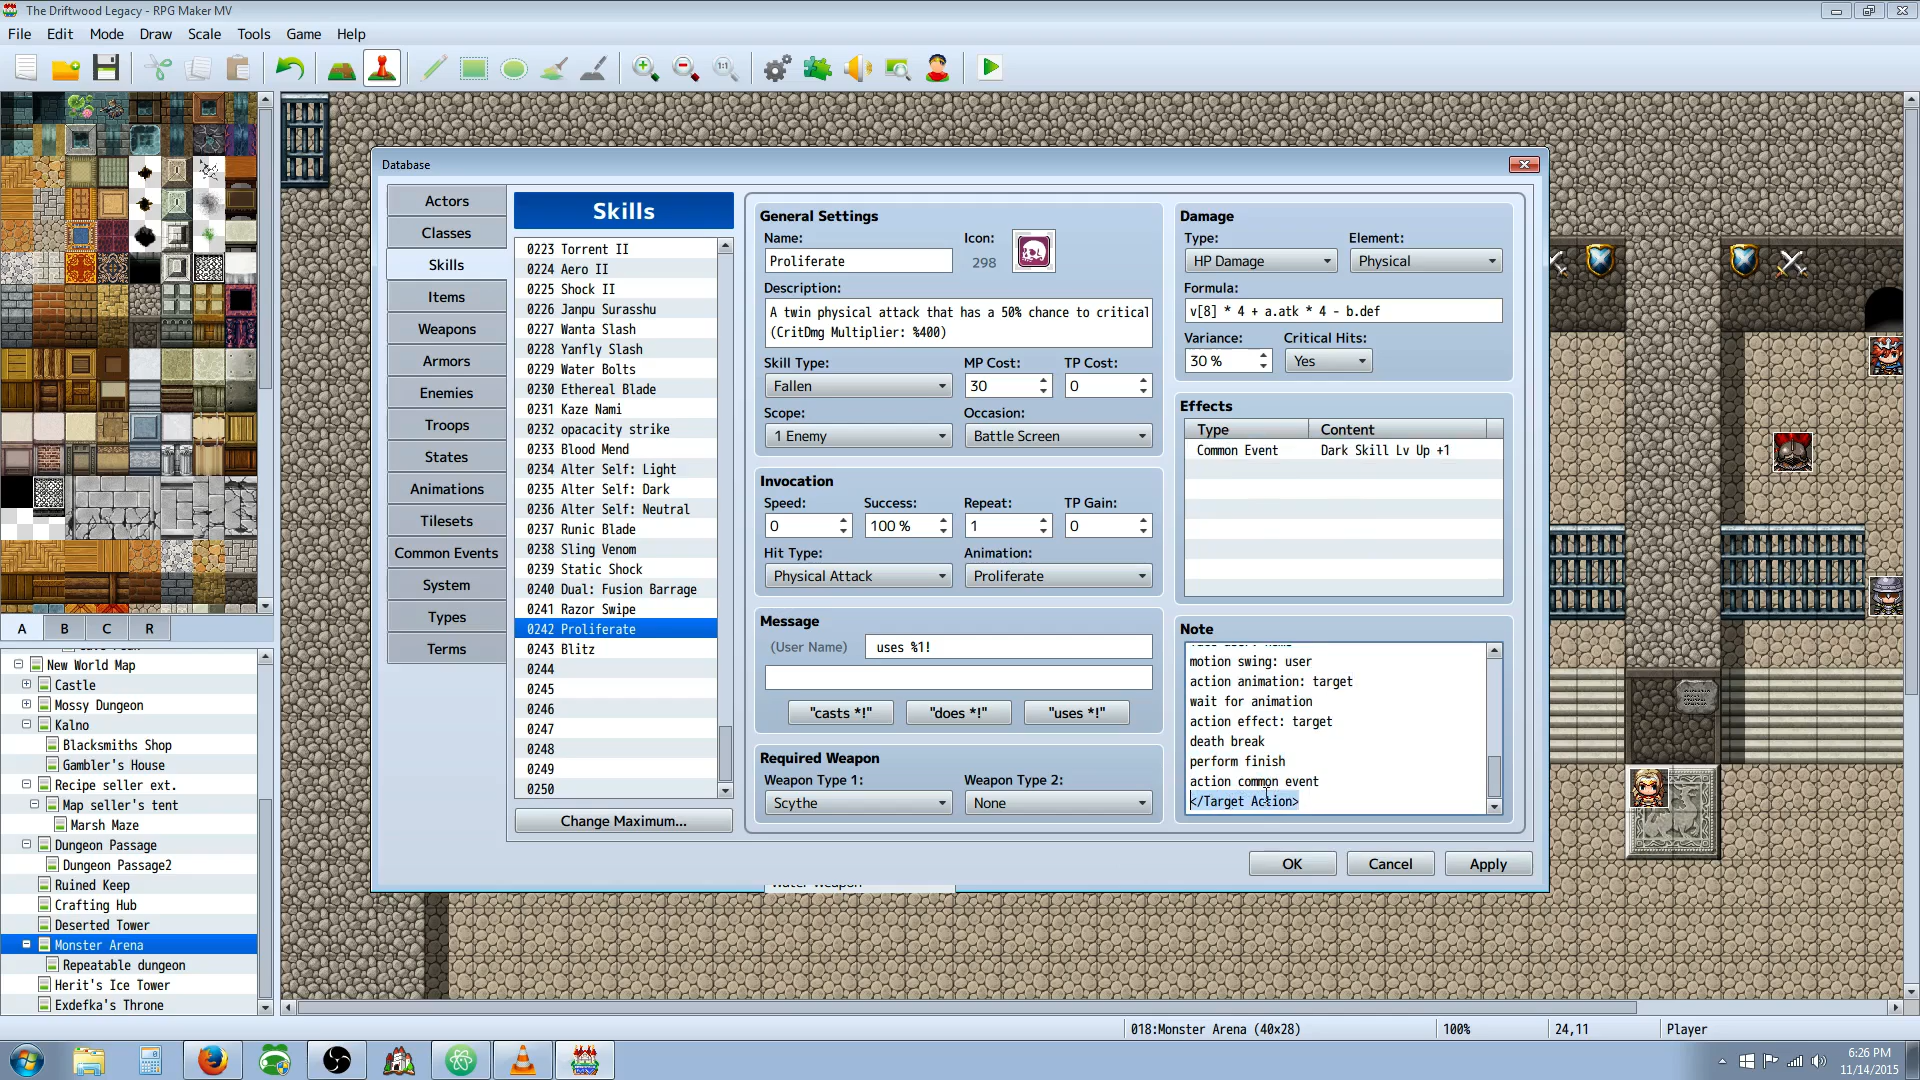 The Driftwood Legacy - RPG Maker MV
File Edit Mode Draw Scale Tools Game Help
1:1
Database
Actors
Classes
Skills
Items
Weapons
Armors
Enemies
Troops
States
Animations
Tilesets
Common Events
System
Types
Terms
Skills
0223 Torrent II
0224 Aero II
0225 Shock II
0226 Janpu Surasshu
0227 Wanta Slash
0228 Yanfly Slash
0229 Water Bolts
0230 Ethereal Blade
0231 Kaze Nami
0232 opacacity strike
0233 Blood Mend
0234 Alter Self: Light
0235 Alter Self: Dark
0236 Alter Self: Neutral
0237 Runic Blade
0238 Sling Venom
0239 Static Shock
0240 Dual: Fusion Barrage
0241 Razor Swipe
0242 Proliferate
0243 Blitz
0244
0245
0246
0247
0248
0249
0250
Change Maximum...
General Settings
Name: Icon:
Proliferate 298
Description:
A twin physical attack that has a 50% chance to critical
(CritDmg Multiplier: %400)
Skill Type: MP Cost: TP Cost:
Fallen 30 0
Scope: Occasion:
1 Enemy Battle Screen
Invocation
Speed: Success: Repeat: TP Gain:
0 100 % 1 0
Hit Type: Animation:
Physical Attack Proliferate
Message
(User Name) uses %1!
"casts *!" "does *!" "uses *!"
Required Weapon
Weapon Type 1: Weapon Type 2:
Scythe None
Damage
Type: Element:
HP Damage Physical
Formula:
v[8] * 4 + a.atk * 4 - b.def
Variance: Critical Hits:
30 % Yes
Effects
Type Content
Common Event Dark Skill Lv Up +1
Note
motion swing: user
action animation: target
wait for animation
action effect: target
death break
perform finish
action common event
</Target Action>
OK Cancel Apply
A B C R
New World Map
Castle
Mossy Dungeon
Kalno
Blacksmiths Shop
Gambler's House
Recipe seller ext.
Map seller's tent
Marsh Maze
Dungeon Passage
Dungeon Passage2
Ruined Keep
Crafting Hub
Deserted Tower
Monster Arena
Repeatable dungeon
Herit's Ice Tower
Exdefka's Throne
018:Monster Arena (40x28) 100% 24,11 Player
6:26 PM
11/14/2015